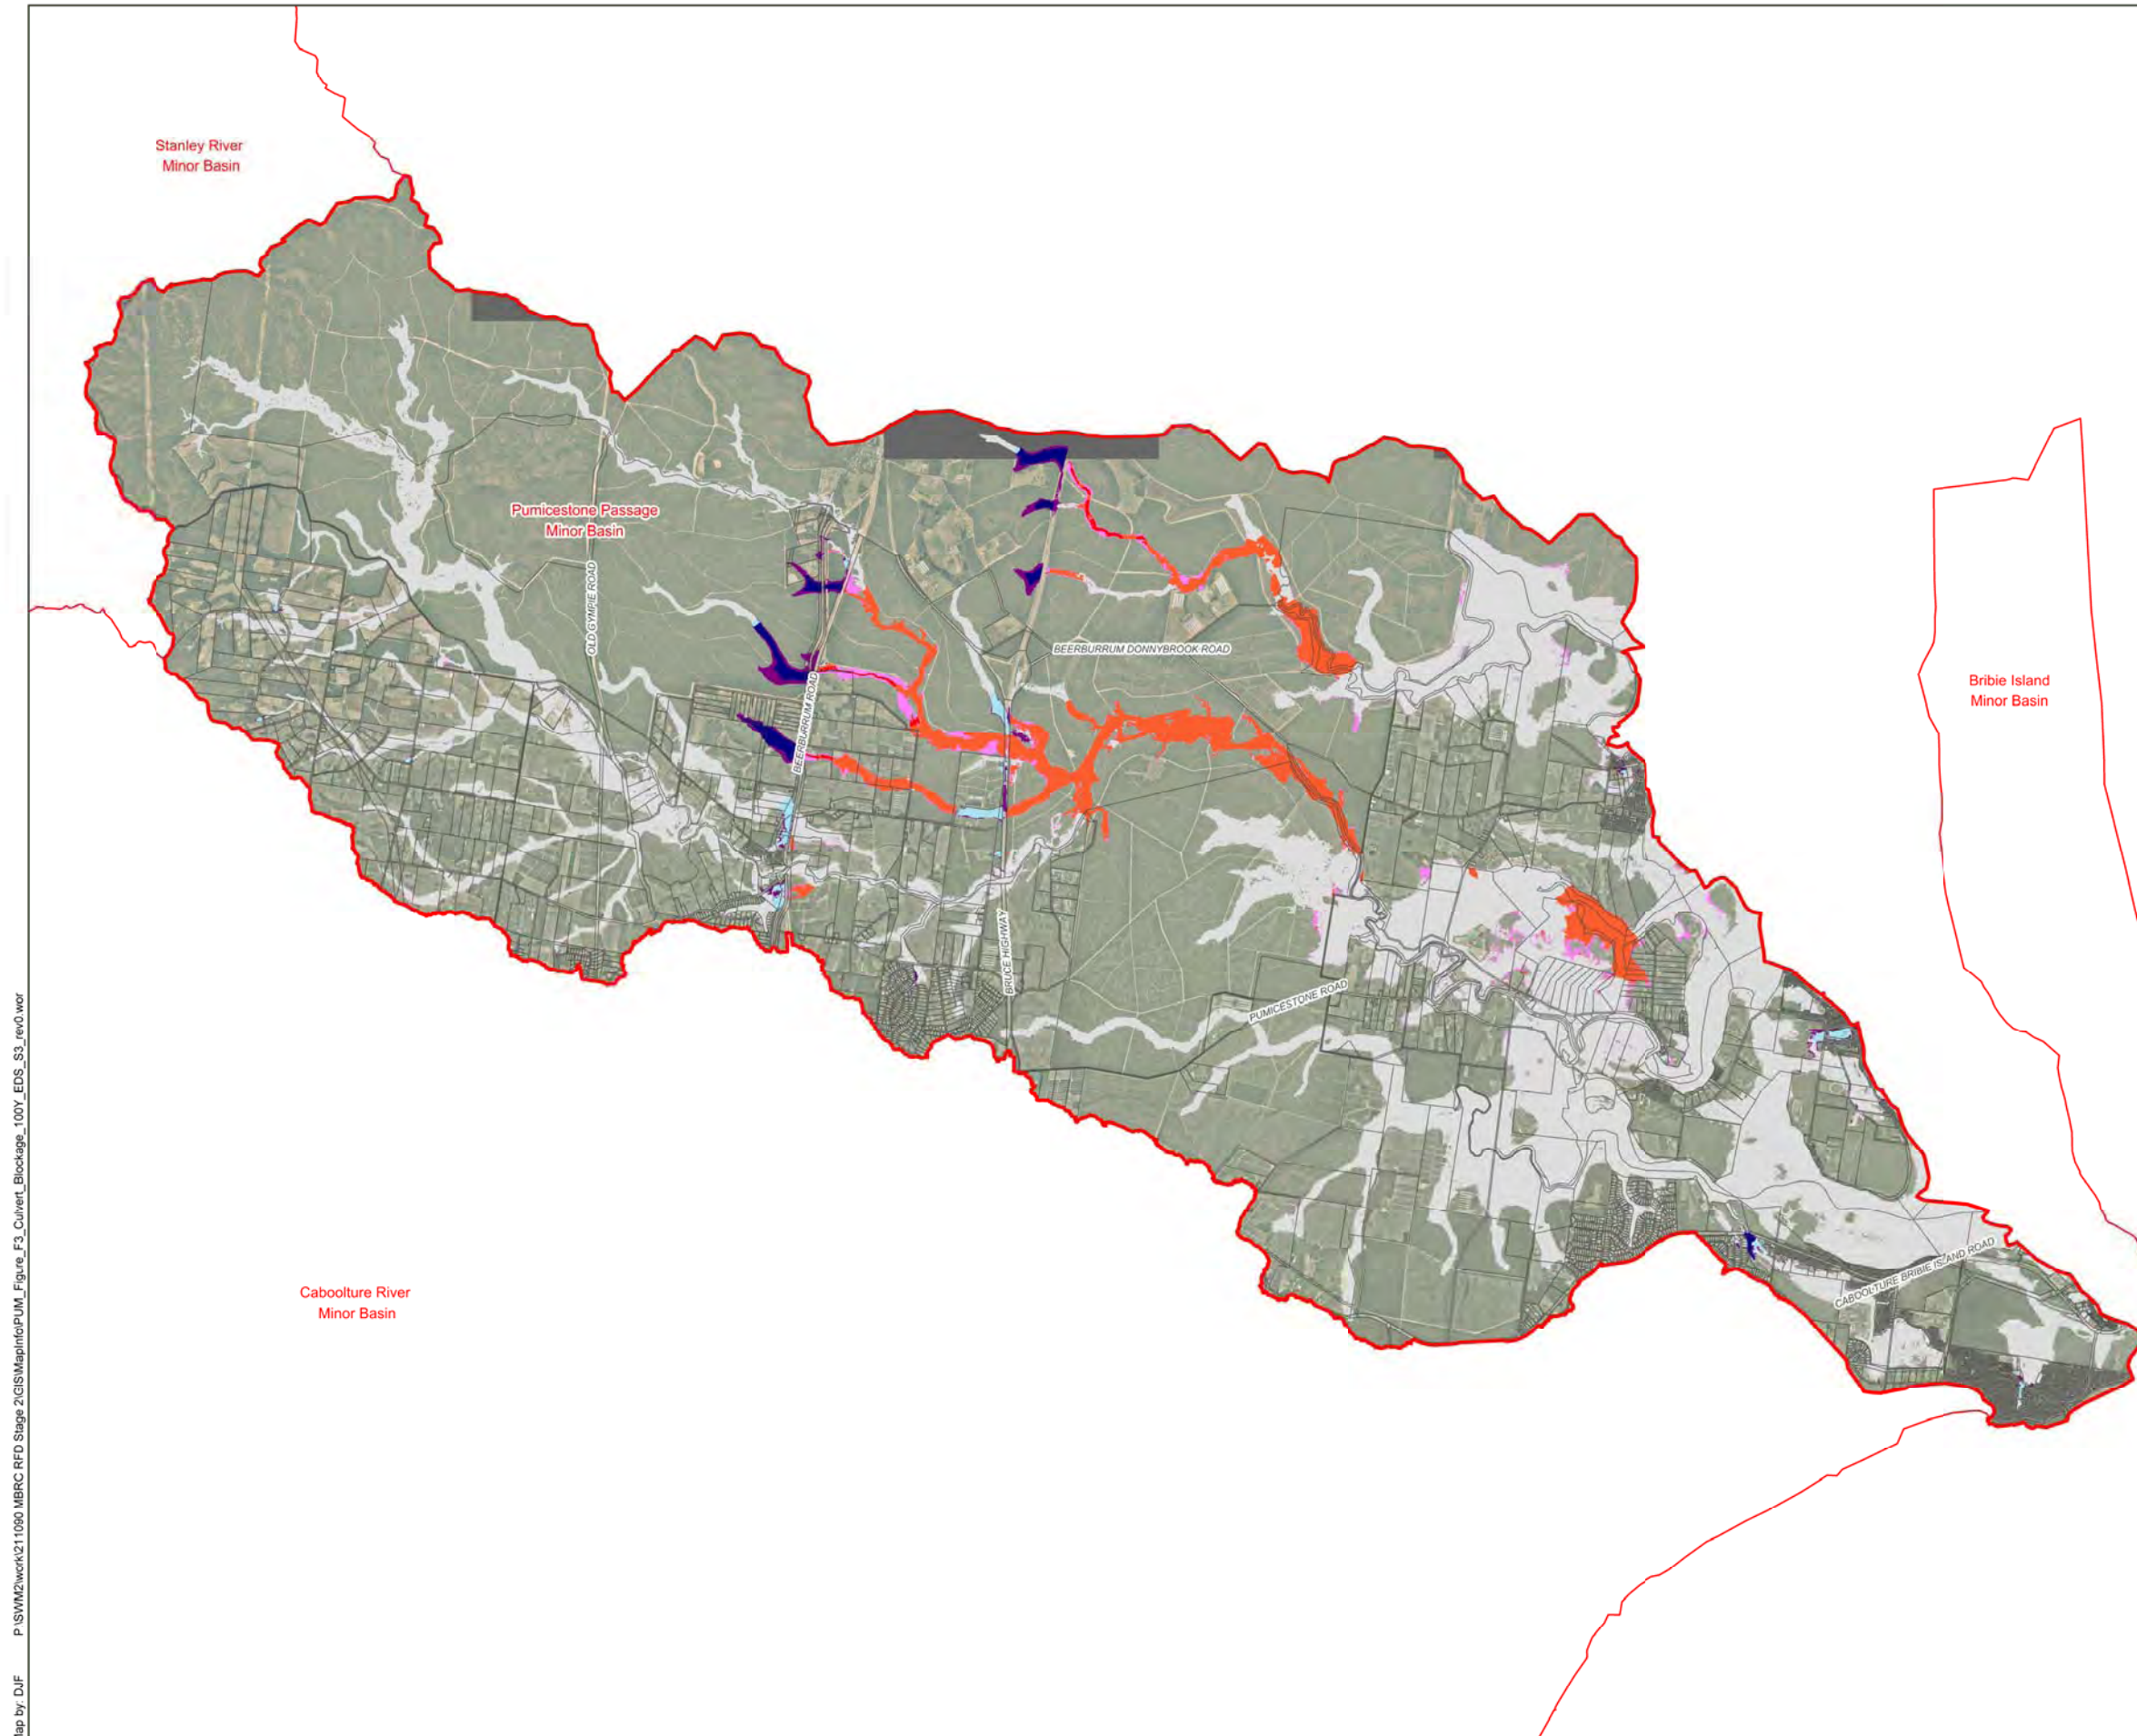 Stanley River
Minor Basin
Pumicestone Passage
Minor Basin
OLD GYMPIE ROAD
BEERBURRUM ROAD
BEERBURRUM DONNYBROOK ROAD
Bribie Island
Minor Basin
BRUCE HIGHWAY
PUMICESTONE ROAD
CABOOLTURE BRIBIE ISLAND ROAD
Caboolture River
Minor Basin
Map by: DJF P:\SWM2\work\211090 MBRC RFD Stage 2\GIS\MapInfo\PUM_Figure_F3_Culvert_Blockage_100Y_EDS_S3_rev0.wor